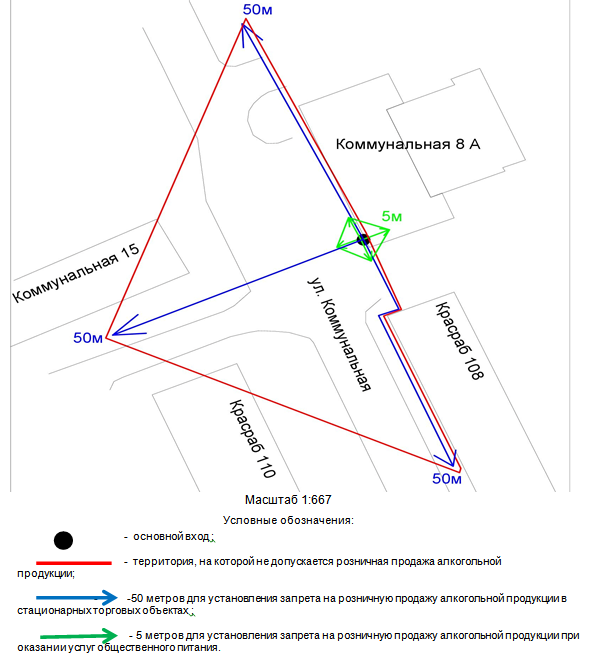 50м
Коммунальная 8 А
5м
Коммунальная 15
ул. Коммунальная
Красраб 108
50м
Красраб 110
50м
Масштаб 1:667
Условные обозначения:
- основной вход;
- территория, на которой не допускается розничная продажа алкогольной
продукции;
-50 метров для установления запрета на розничную продажу алкогольной продукции в
стационарных торговых объектах ;
- 5 метров для установления запрета на розничную продажу алкогольной продукции при
оказании услуг общественного питания.